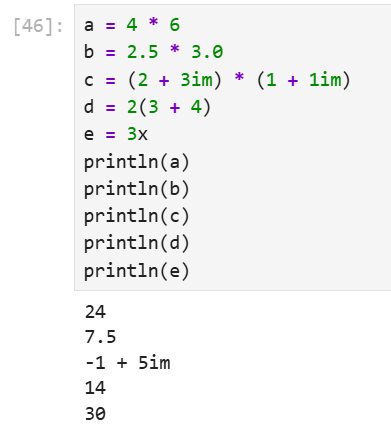 [46]:
a = 4 * 6
b = 2.5 * 3.0
c = (2 + 3im) * (1 + 1im)
d = 2(3 + 4)
e = 3x
println(a)
println(b)
println(c)
println(d)
println(e)
24
7.5
-1 + 5im
14
30